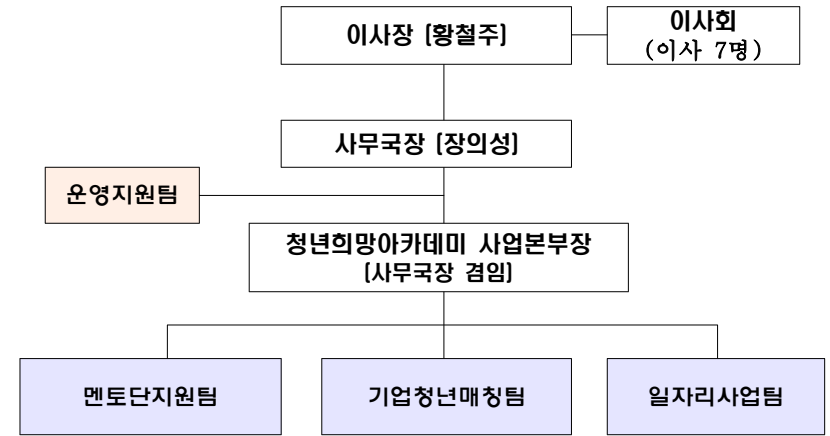 이사장 [황철주]
이사회
(이사 7명)
사무국장 [장의성]
운영지원팀
청년희망아카데미 사업본부장
[사무국장 겸임]
멘토단지원팀
기업청년매칭팀
일자리사업팀